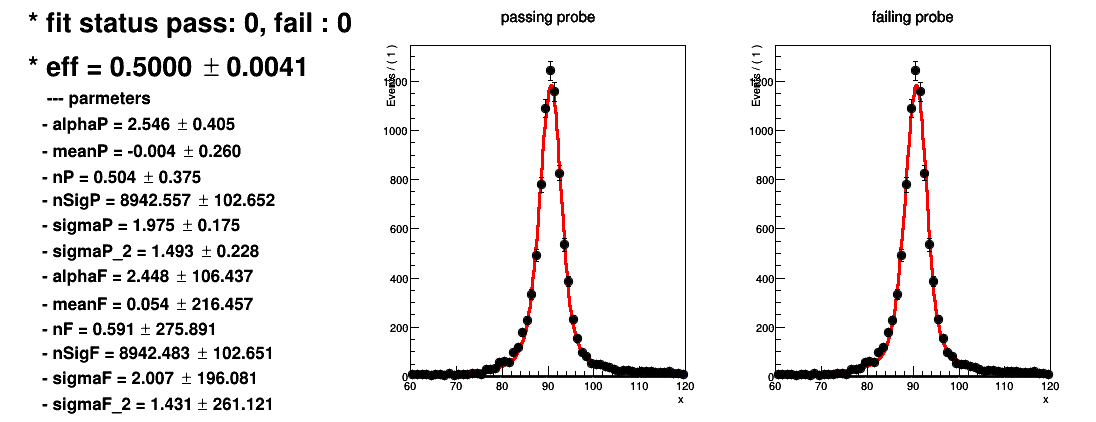 * fit status pass: 0, fail : 0
* eff = 0.5000 ± 0.0041
--- parmeters
- alphaP = 2.546 ± 0.405
- meanP = -0.004 ± 0.260
- nP = 0.504 ± 0.375
- nSigP = 8942.557 ± 102.652
- sigmaP = 1.975 ± 0.175
- sigmaP_2 = 1.493 ± 0.228
- alphaF = 2.448 ± 106.437
- meanF = 0.054 ± 216.457
- nF = 0.591 ± 275.891
- nSigF = 8942.483 ± 102.651
- sigmaF = 2.007 ± 196.081
- sigmaF_2 = 1.431 ± 261.121
passing probe
Events / ( 1 )
1200
1000
800
600
400
200
0
60 70 80 90 100 110 120
x
failing probe
Events / ( 1 )
1200
1000
800
600
400
200
0
60 70 80 90 100 110 120
x